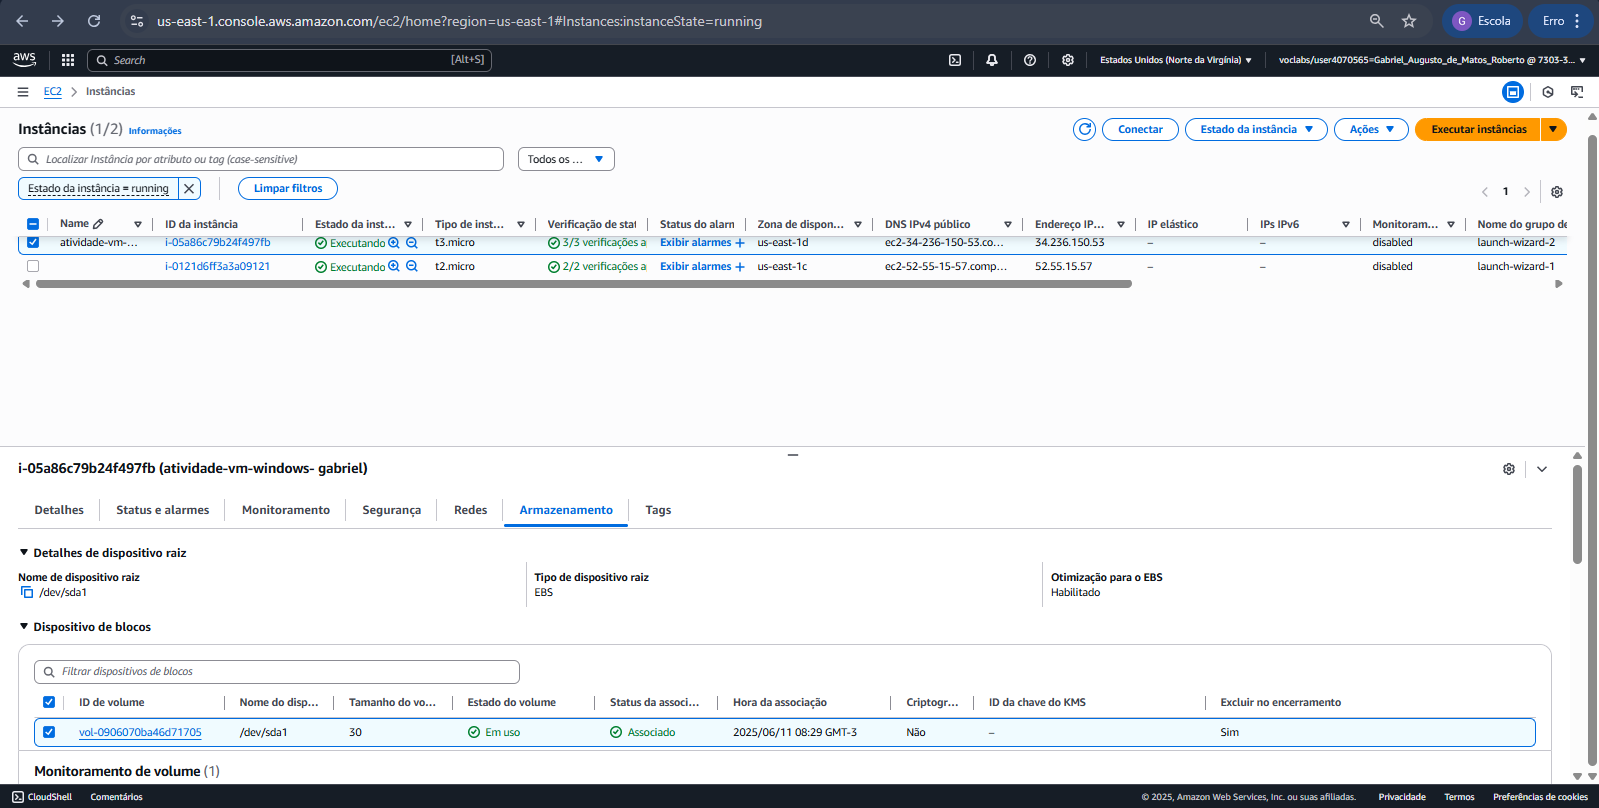 us-east-1.console.aws.amazon.com/ec2/home?region=us-east-1#Instances:instanceState=running
G Escola
Erro
aws
Search [Alt+S]
Estados Unidos (Norte da Virgínia)
voclabs/user4070565=Gabriel_Augusto_de_Matos_Roberto @ 7303-3...
EC2 > Instâncias
Instâncias (1/2) Informações
Conectar
Estado da instância
Ações
Executar instâncias
Localizar Instância por atributo ou tag (case-sensitive)
Todos os ...
Estado da instância = running
Limpar filtros
1
Name ID da instância Estado da inst... Tipo de inst... Verificação de stat Status do alarn Zona de dispon... DNS IPv4 público Endereço IP... IP elástico IPs IPv6 Monitoram... Nome do grupo de
atividade-vm-... i-05a86c79b24f497fb Executando t3.micro 3/3 verificações a Exibir alarmes + us-east-1d ec2-34-236-150-53.co... 34.236.150.53 – – disabled launch-wizard-2
i-0121d6ff3a3a09121 Executando t2.micro 2/2 verificações a Exibir alarmes + us-east-1c ec2-52-55-15-57.comp... 52.55.15.57 – – disabled launch-wizard-1
i-05a86c79b24f497fb (atividade-vm-windows- gabriel)
Detalhes Status e alarmes Monitoramento Segurança Redes Armazenamento Tags
Detalhes de dispositivo raiz
Nome de dispositivo raiz
/dev/sda1
Tipo de dispositivo raiz
EBS
Otimização para o EBS
Habilitado
Dispositivo de blocos
Filtrar dispositivos de blocos
ID de volume Nome do disp... Tamanho do vo... Estado do volume Status da associ... Hora da associação Criptogr... ID da chave do KMS Excluir no encerramento
vol-0906070ba46d71705 /dev/sda1 30 Em uso Associado 2025/06/11 08:29 GMT-3 Não – Sim
Monitoramento de volume (1)
CloudShell Comentários
© 2025, Amazon Web Services, Inc. ou suas afiliadas. Privacidade Termos Preferências de cookies